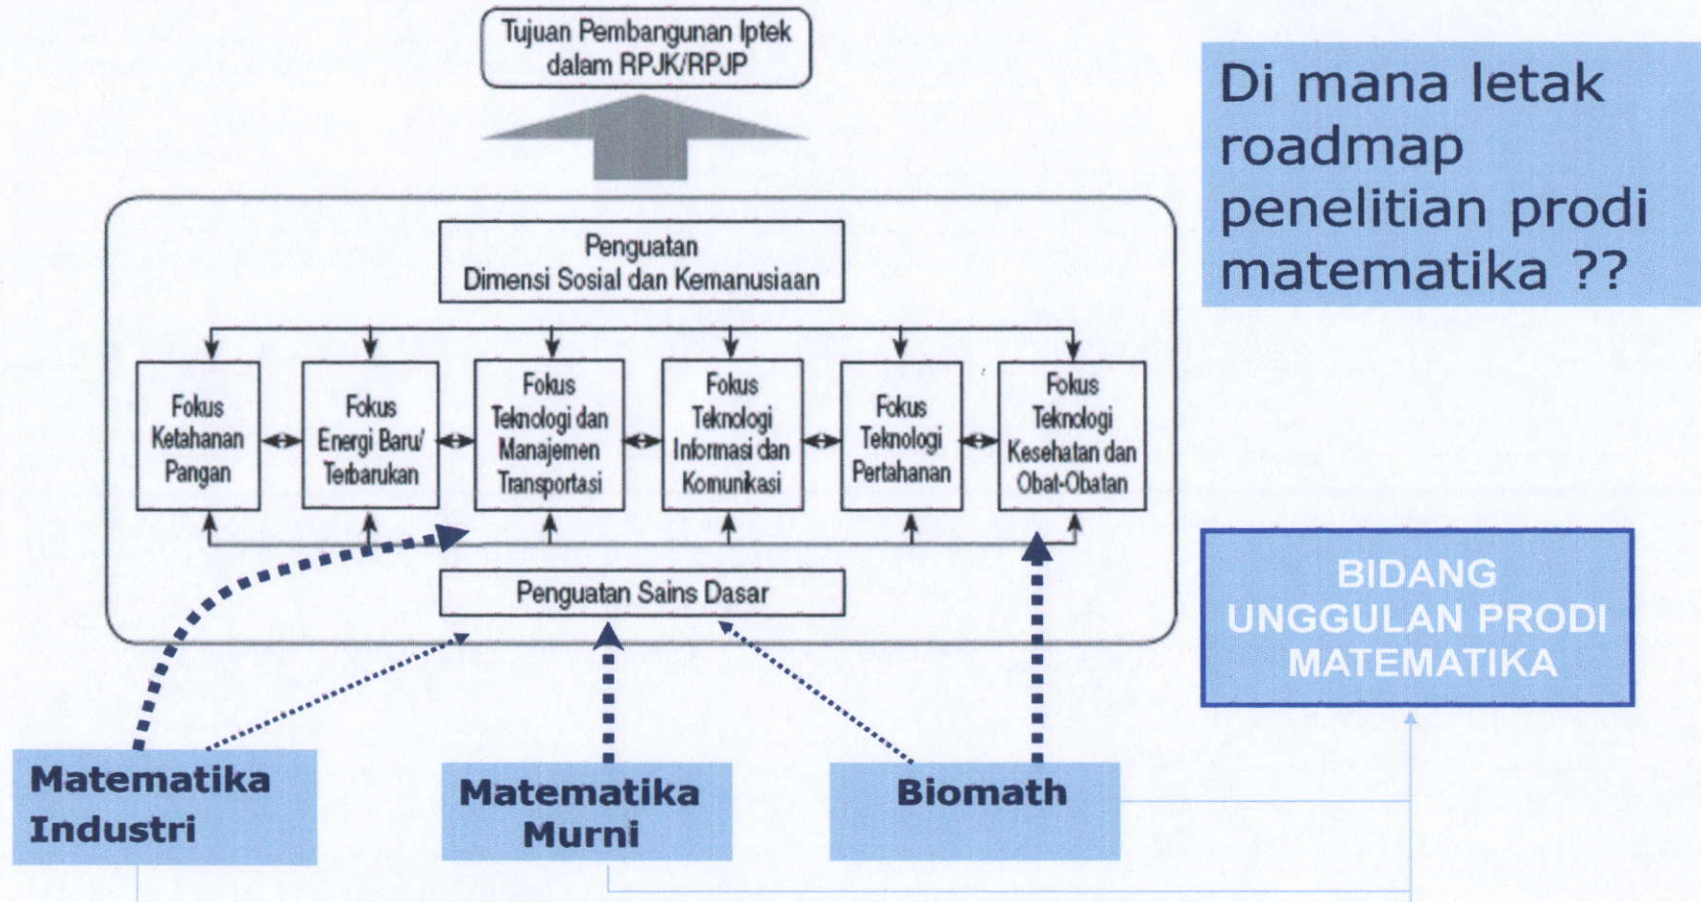 Tujuan Pembangunan Iptek
dalam RPJK/RPJP
Di mana letak
roadmap
penelitian prodi
matematika ??
Penguatan
Dimensi Sosial dan Kemanusiaan
Fokus
Ketahanan
Pangan
Fokus
Energi Baru/
Terbarukan
Fokus
Teknologi dan
Manajemen
Transportasi
Fokus
Teknologi
Informasi dan
Komunikasi
Fokus
Teknologi
Pertahanan
Fokus
Teknologi
Kesehatan dan
Obat-Obatan
Penguatan Sains Dasar
BIDANG
UNGGULAN PRODI
MATEMATIKA
Matematika
Industri
Matematika
Murni
Biomath